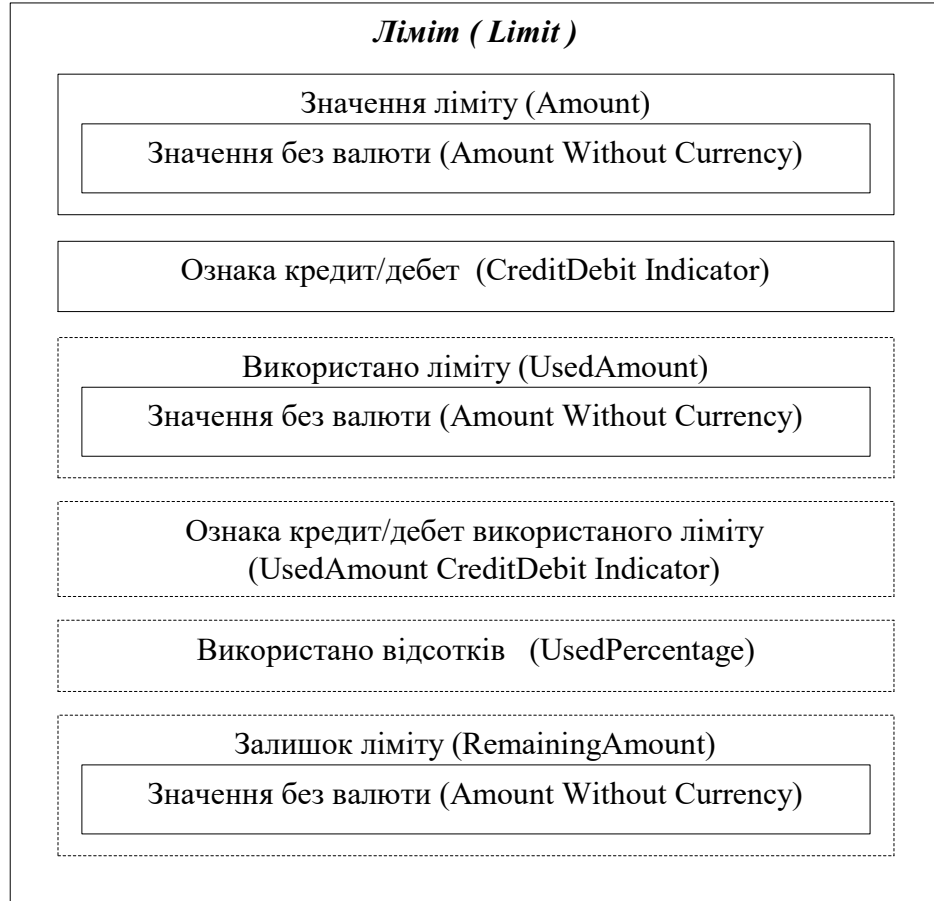 Ліміт ( Limit )
Значення ліміту (Amount)
Значення без валюти (Amount Without Currency)
Ознака кредит/дебет (CreditDebit Indicator)
Використано ліміту (UsedAmount)
Значення без валюти (Amount Without Currency)
Ознака кредит/дебет використаного ліміту
(UsedAmount CreditDebit Indicator)
Використано відсотків (UsedPercentage)
Залишок ліміту (RemainingAmount)
Значення без валюти (Amount Without Currency)